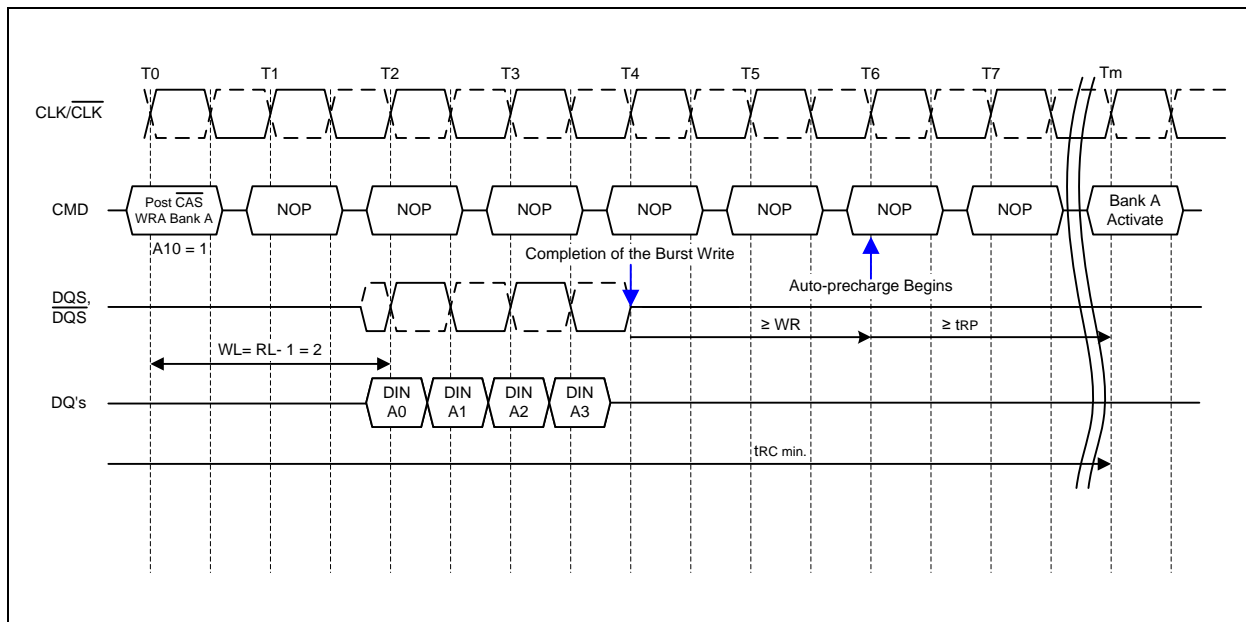 T0 T1 T2 T3 T4 T5 T6 T7 Tm
CLK/CLK
CMD
Post CAS
WRA Bank A
NOP NOP NOP NOP NOP NOP NOP
Bank A
Activate
A10 = 1
Completion of the Burst Write
Auto-precharge Begins
DQS,
DQS
≥ WR
≥ tRP
WL= RL- 1 = 2
DQ's
DIN
A0
DIN
A1
DIN
A2
DIN
A3
tRC min.